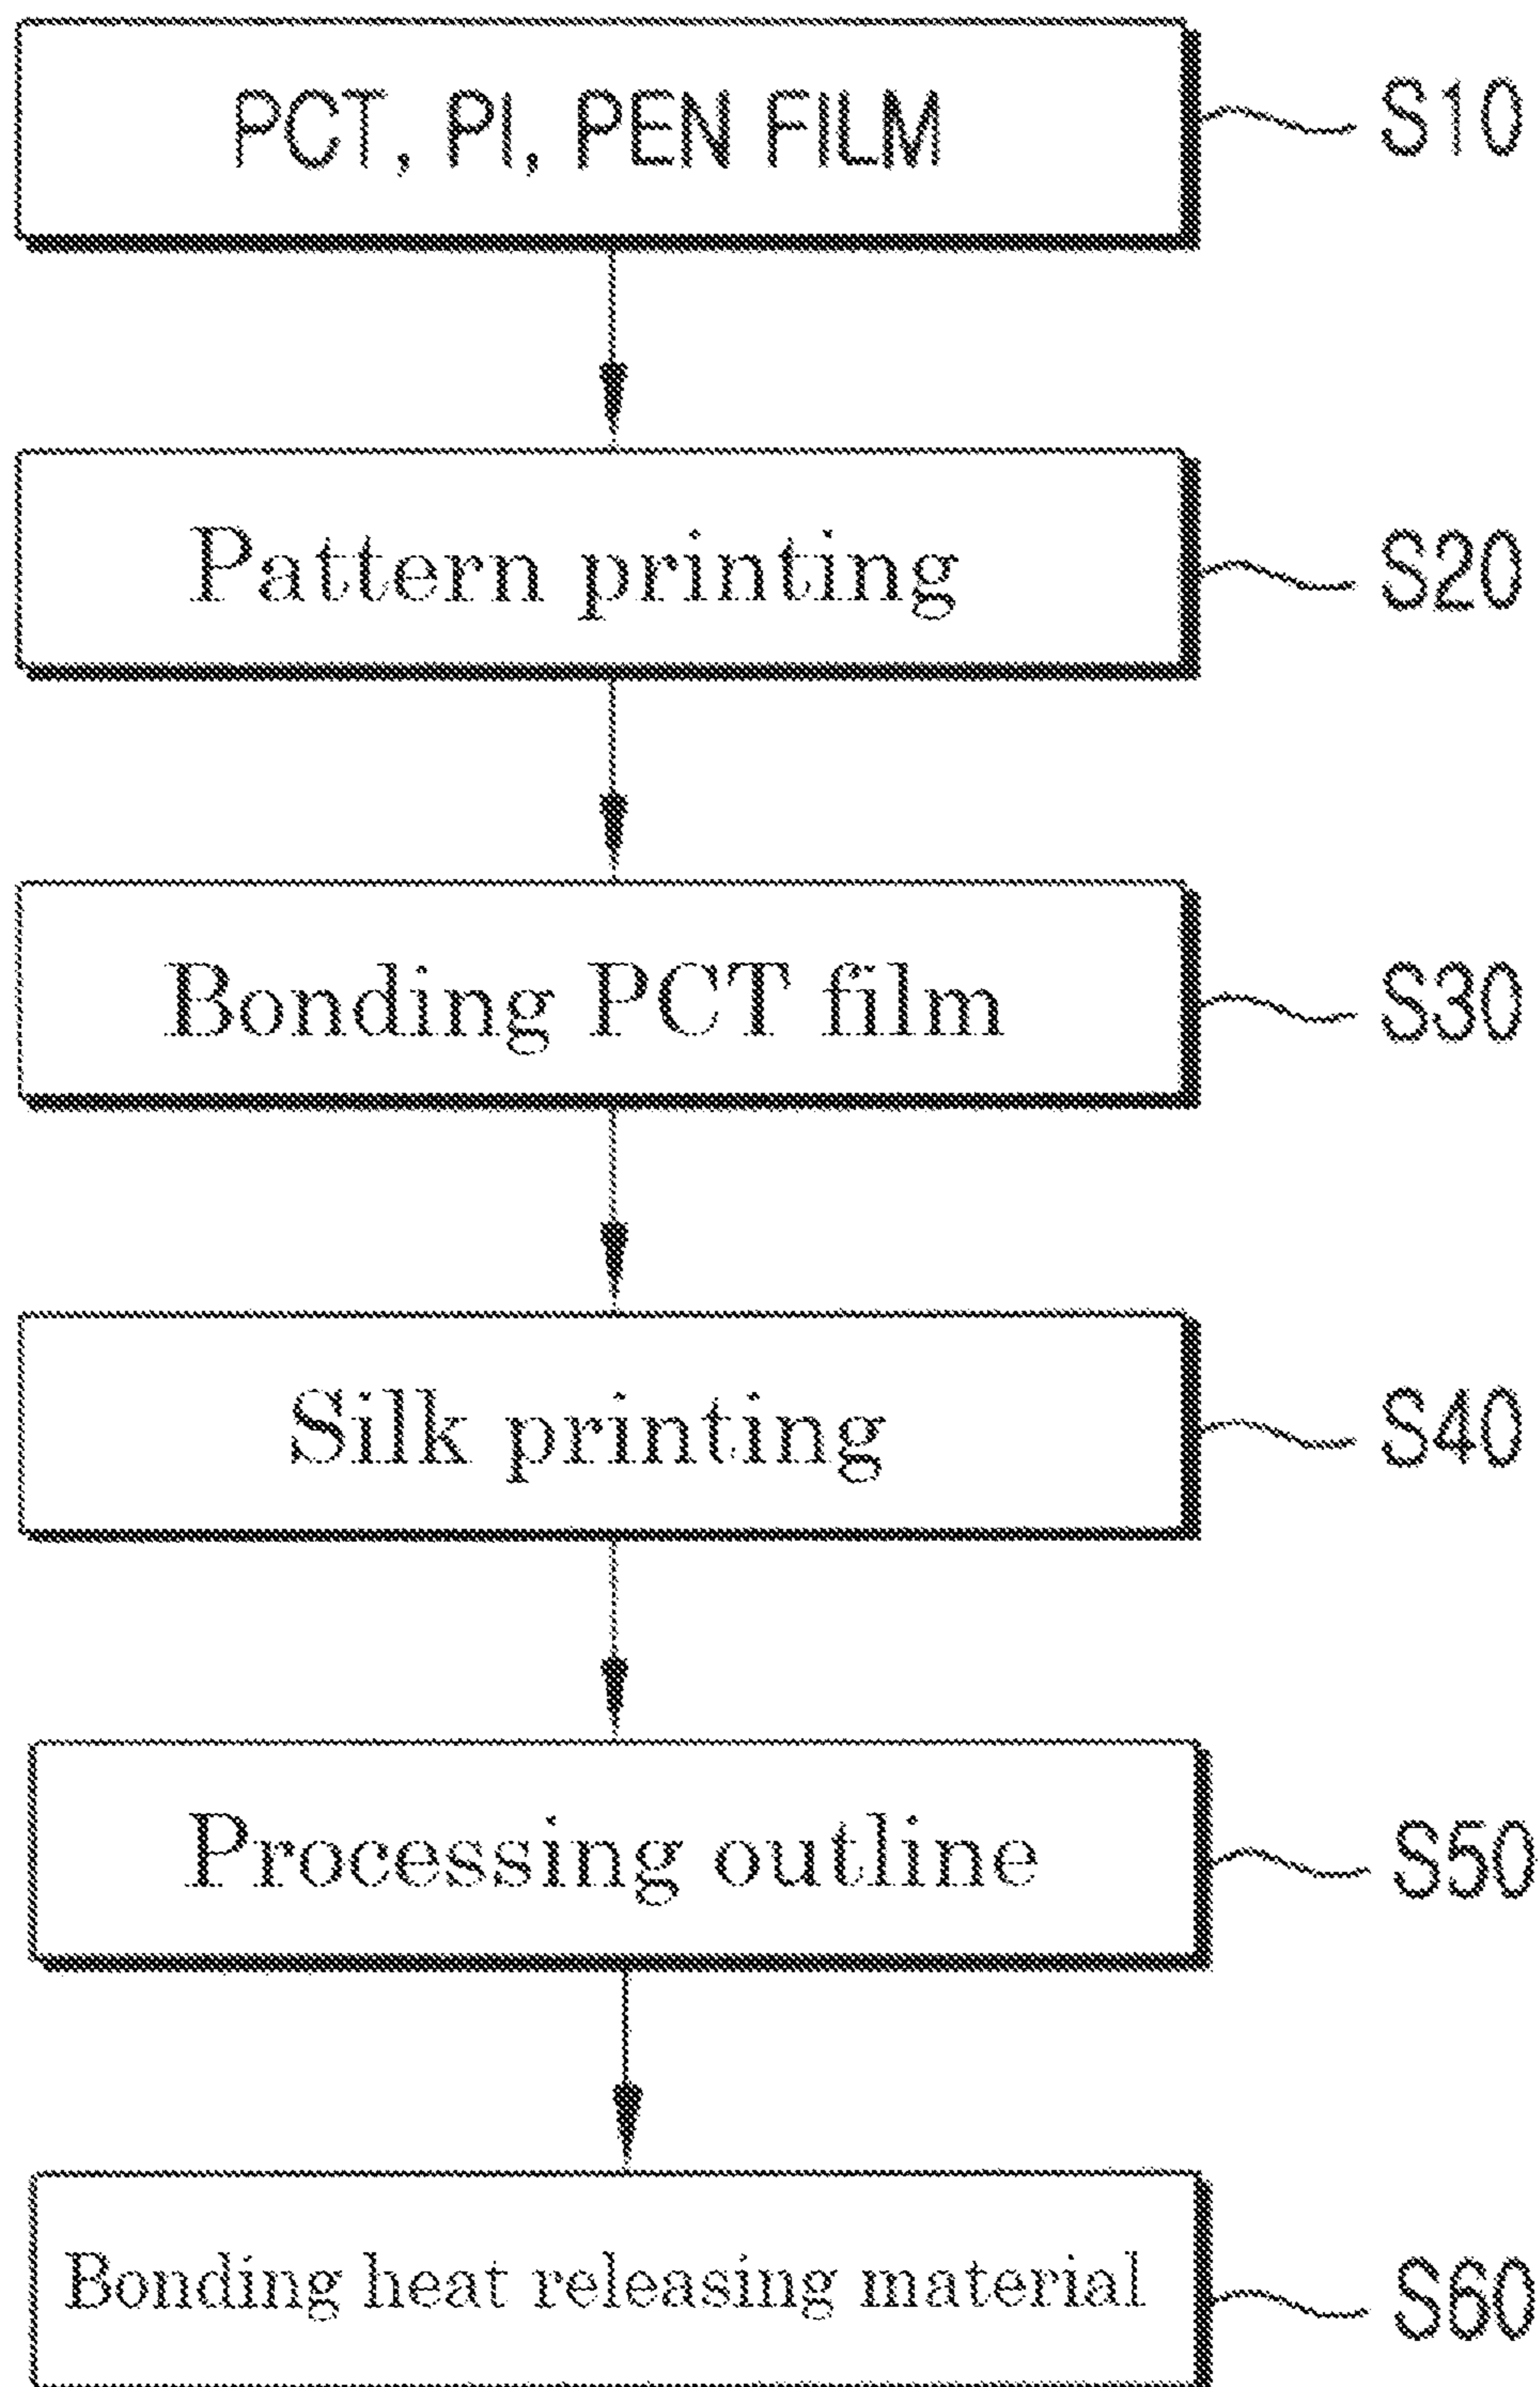 PCT, PI, PEN FILM
S10
Pattern printing
S20
Bonding PCT film
S30
Silk printing
S40
Processing outline
S50
Bonding heat releasing material
S60